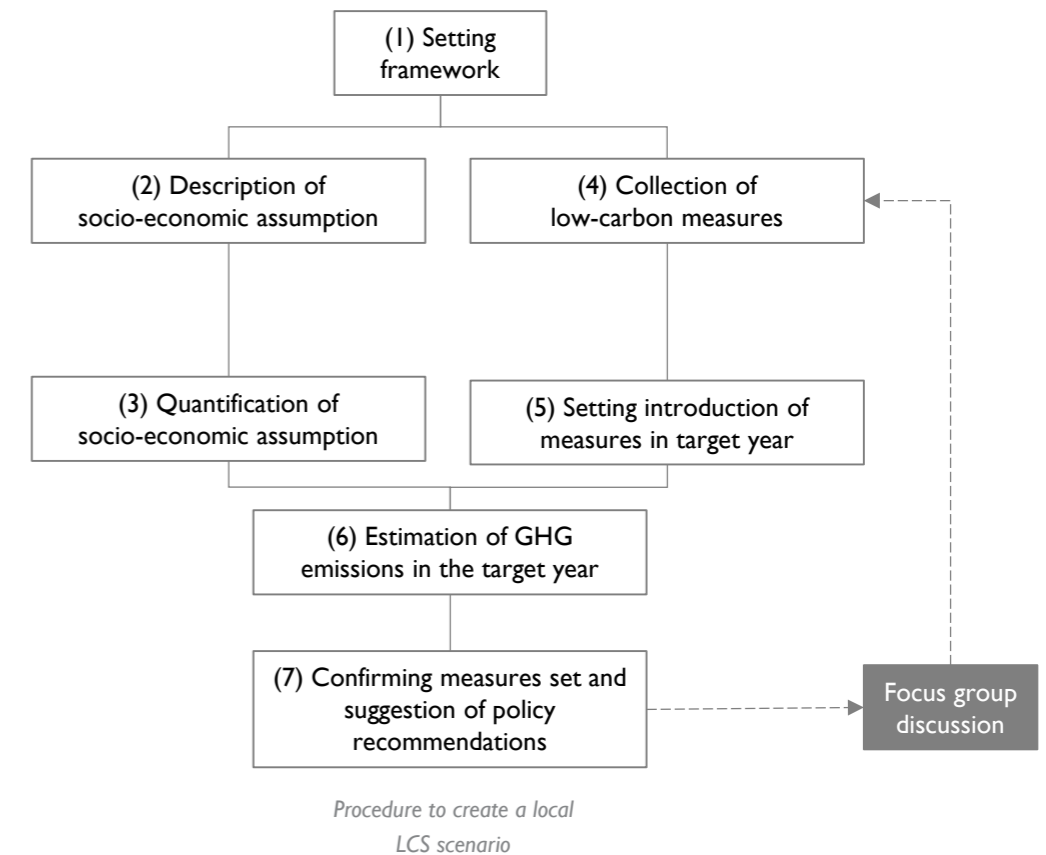 (1) Setting
framework
(2) Description of
socio-economic assumption
(4) Collection of
low-carbon measures
(3) Quantification of
socio-economic assumption
(5) Setting introduction of
measures in target year
(6) Estimation of GHG
emissions in the target year
(7) Confirming measures set and
suggestion of policy
recommendations
Focus group
discussion
Procedure to create a local
LCS scenario